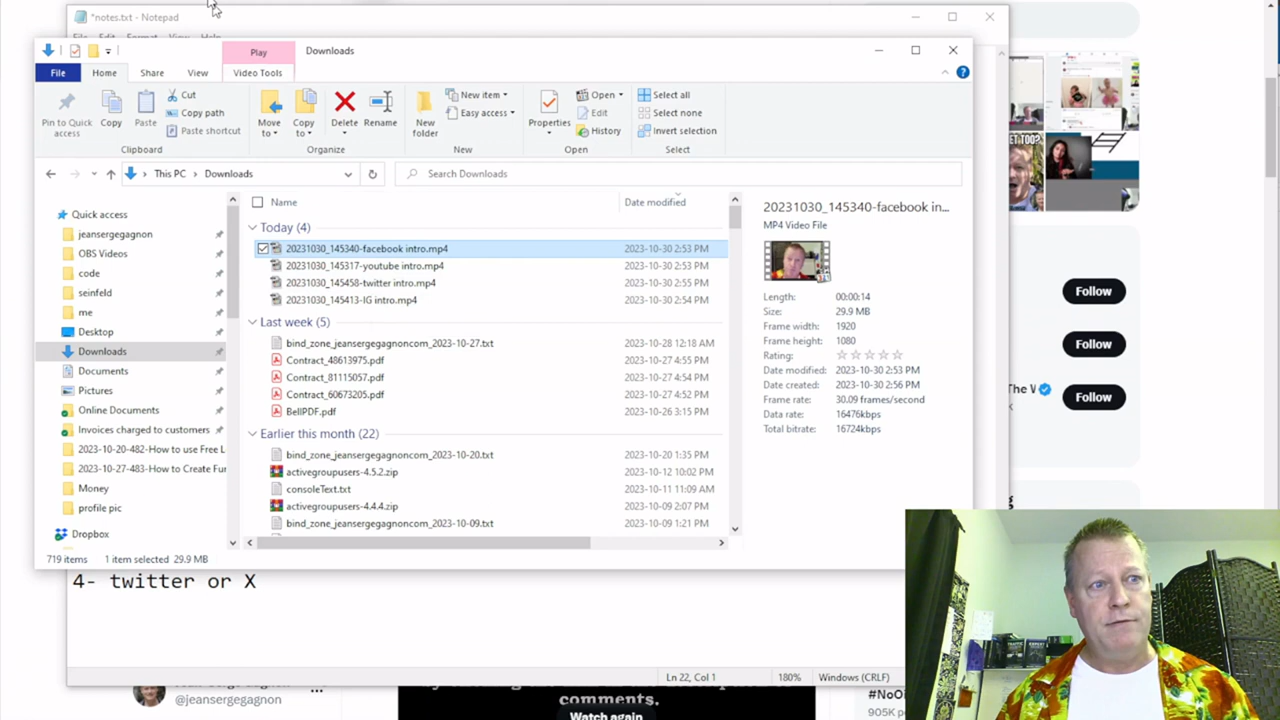 *notes.txt - Notepad
File Edit Format View Help
Play
Downloads
File
Home
Share
View
Video Tools
Pin to Quick access
Copy
Paste
Cut
Copy path
Paste shortcut
Clipboard
Move to
Copy to
Delete
Rename
Organize
New folder
New item
Easy access
New
Properties
Open
Edit
History
Open
Select all
Select none
Invert selection
Select
This PC > Downloads
Search Downloads
Quick access
jeansergegagnon
OBS Videos
code
seinfeld
me
Desktop
Downloads
Documents
Pictures
Online Documents
Invoices charged to customers
2023-10-20-482-How to use Free L
2023-10-27-483-How to Create Fur
Money
profile pic
Dropbox
Name Date modified
Today (4)
20231030_145340-facebook intro.mp4 2023-10-30 2:53 PM
20231030_145317-youtube intro.mp4 2023-10-30 2:53 PM
20231030_145458-twitter intro.mp4 2023-10-30 2:55 PM
20231030_145413-IG intro.mp4 2023-10-30 2:54 PM
Last week (5)
bind_zone_jeansergegagnoncom_2023-10-27.txt 2023-10-28 12:18 AM
Contract_48613975.pdf 2023-10-27 4:55 PM
Contract_81115057.pdf 2023-10-27 4:54 PM
Contract_60673205.pdf 2023-10-27 4:52 PM
BellPDF.pdf 2023-10-26 3:15 PM
Earlier this month (22)
bind_zone_jeansergegagnoncom_2023-10-20.txt 2023-10-20 1:35 PM
activegroupusers-4.5.2.zip 2023-10-12 10:02 PM
consoleText.txt 2023-10-11 11:09 AM
activegroupusers-4.4.4.zip 2023-10-09 2:07 PM
bind_zone_jeansergegagnoncom_2023-10-09.txt 2023-10-09 1:21 PM
20231030_145340-facebook in...
MP4 Video File
Length: 00:00:14
Size: 29.9 MB
Frame width: 1920
Frame height: 1080
Rating:
Date modified: 2023-10-30 2:53 PM
Date created: 2023-10-30 2:56 PM
Frame rate: 30.09 frames/second
Data rate: 16476kbps
Total bitrate: 16724kbps
719 items 1 item selected 29.9 MB
4- twitter or X
Ln 22, Col 1 180% Windows (CRLF)
Follow
Follow
Follow
@jeansergegagnon
comments.
Watch again
905K